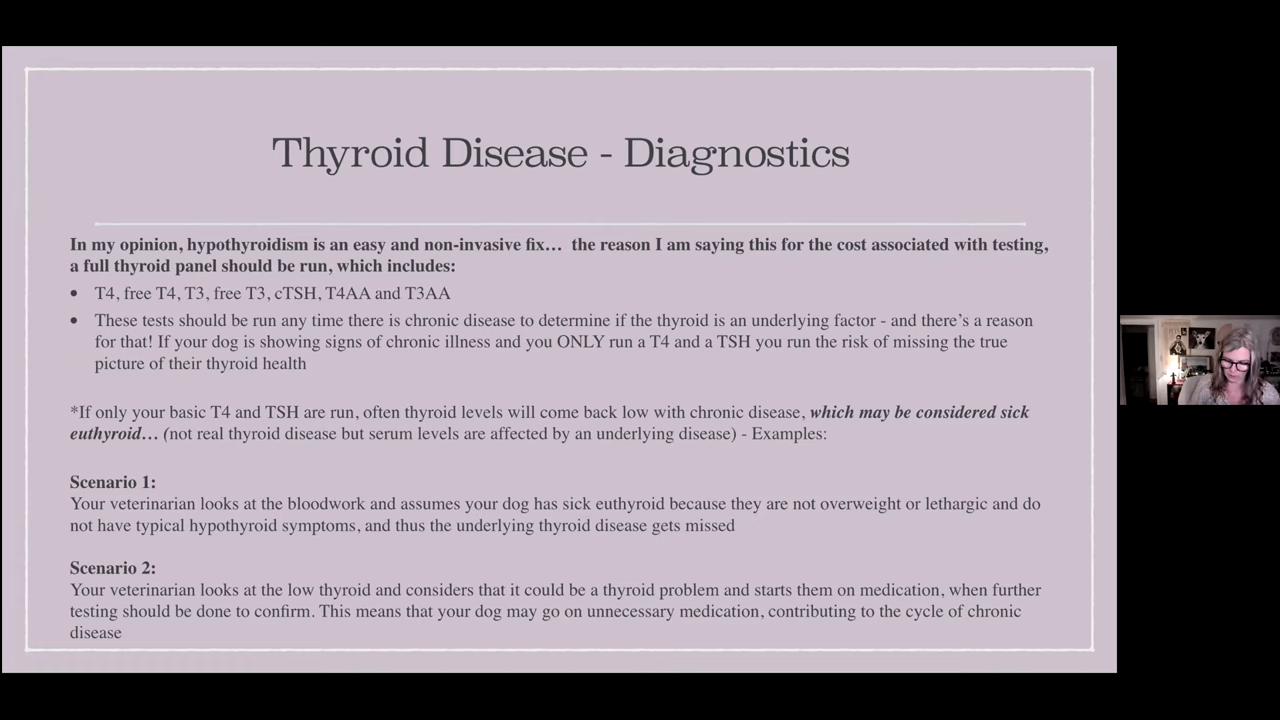 Thyroid Disease - Diagnostics
In my opinion, hypothyroidism is an easy and non-invasive fix…  the reason I am saying this for the cost associated with testing,
a full thyroid panel should be run, which includes:
• T4, free T4, T3, free T3, cTSH, T4AA and T3AA
• These tests should be run any time there is chronic disease to determine if the thyroid is an underlying factor - and there’s a reason
for that! If your dog is showing signs of chronic illness and you ONLY run a T4 and a TSH you run the risk of missing the true
picture of their thyroid health
*If only your basic T4 and TSH are run, often thyroid levels will come back low with chronic disease, which may be considered sick
euthyroid… (not real thyroid disease but serum levels are affected by an underlying disease) - Examples:
Scenario 1:
Your veterinarian looks at the bloodwork and assumes your dog has sick euthyroid because they are not overweight or lethargic and do
not have typical hypothyroid symptoms, and thus the underlying thyroid disease gets missed
Scenario 2:
Your veterinarian looks at the low thyroid and considers that it could be a thyroid problem and starts them on medication, when further
testing should be done to confirm. This means that your dog may go on unnecessary medication, contributing to the cycle of chronic
disease